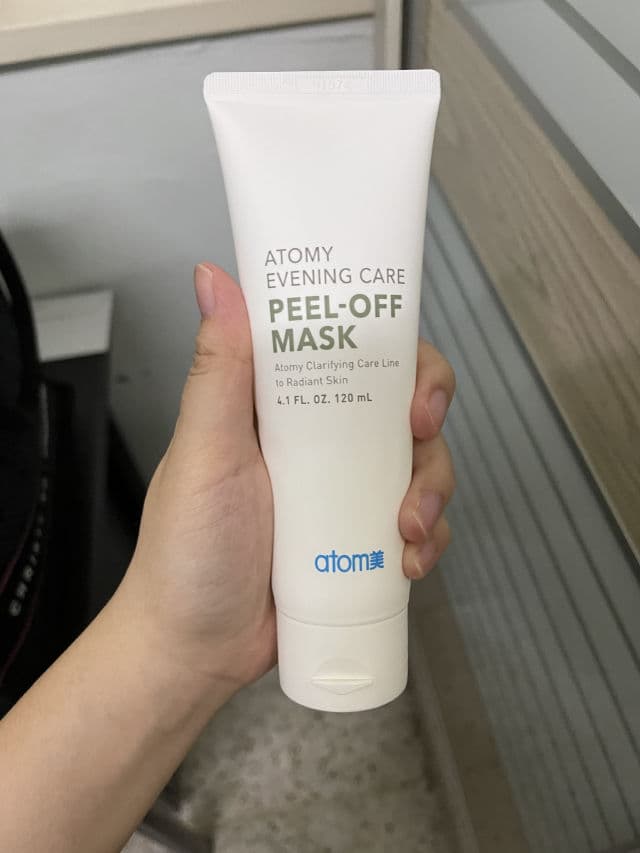 ATOMY
EVENING CARE
PEEL-OFF
MASK
Atomy Clarifying Care Line
to Radiant Skin
4.1 FL. OZ. 120 mL
atom美